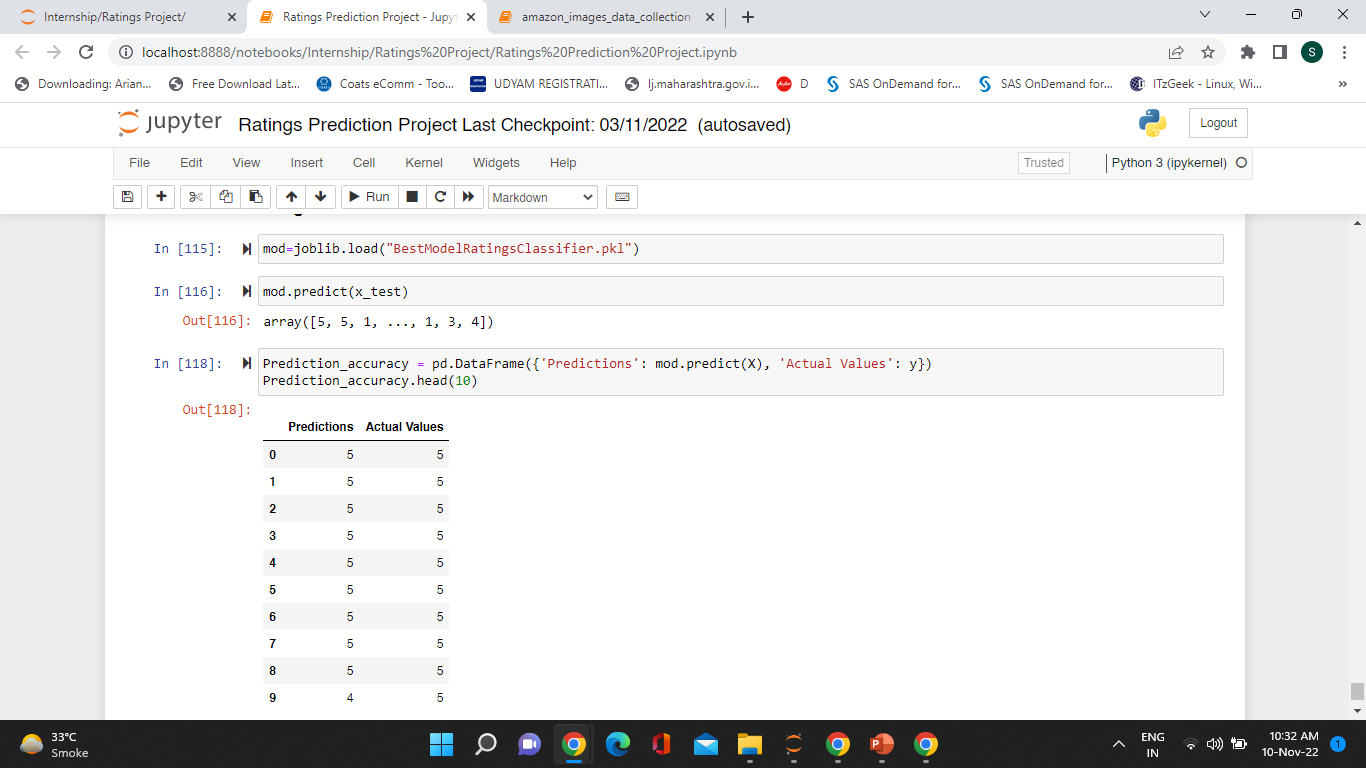 Internship/Ratings Project/
Ratings Prediction Project - Jupyt
amazon_images_data_collection
localhost:8888/notebooks/Internship/Ratings%20Project/Ratings%20Prediction%20Project.ipynb
S
Downloading: Arian... Free Download Lat... Coats eComm - Too... UDYAM REGISTRATI... lj.maharashtra.gov.i... D SAS OnDemand for... SAS OnDemand for... ITzGeek - Linux, Wi... »
jupyter Ratings Prediction Project Last Checkpoint: 03/11/2022 (autosaved)
Logout
File Edit View Insert Cell Kernel Widgets Help
Trusted
Python 3 (ipykernel)
Run
Markdown
In [115]: mod=joblib.load("BestModelRatingsClassifier.pkl")
In [116]: mod.predict(x_test)
Out[116]: array([5, 5, 1, ..., 1, 3, 4])
In [118]: Prediction_accuracy = pd.DataFrame({'Predictions': mod.predict(X), 'Actual Values': y})
Prediction_accuracy.head(10)
Out[118]:
Predictions Actual Values
0 5 5
1 5 5
2 5 5
3 5 5
4 5 5
5 5 5
6 5 5
7 5 5
8 5 5
9 4 5
33°C
Smoke
P
ENG
IN
10:32 AM
10-Nov-22
1